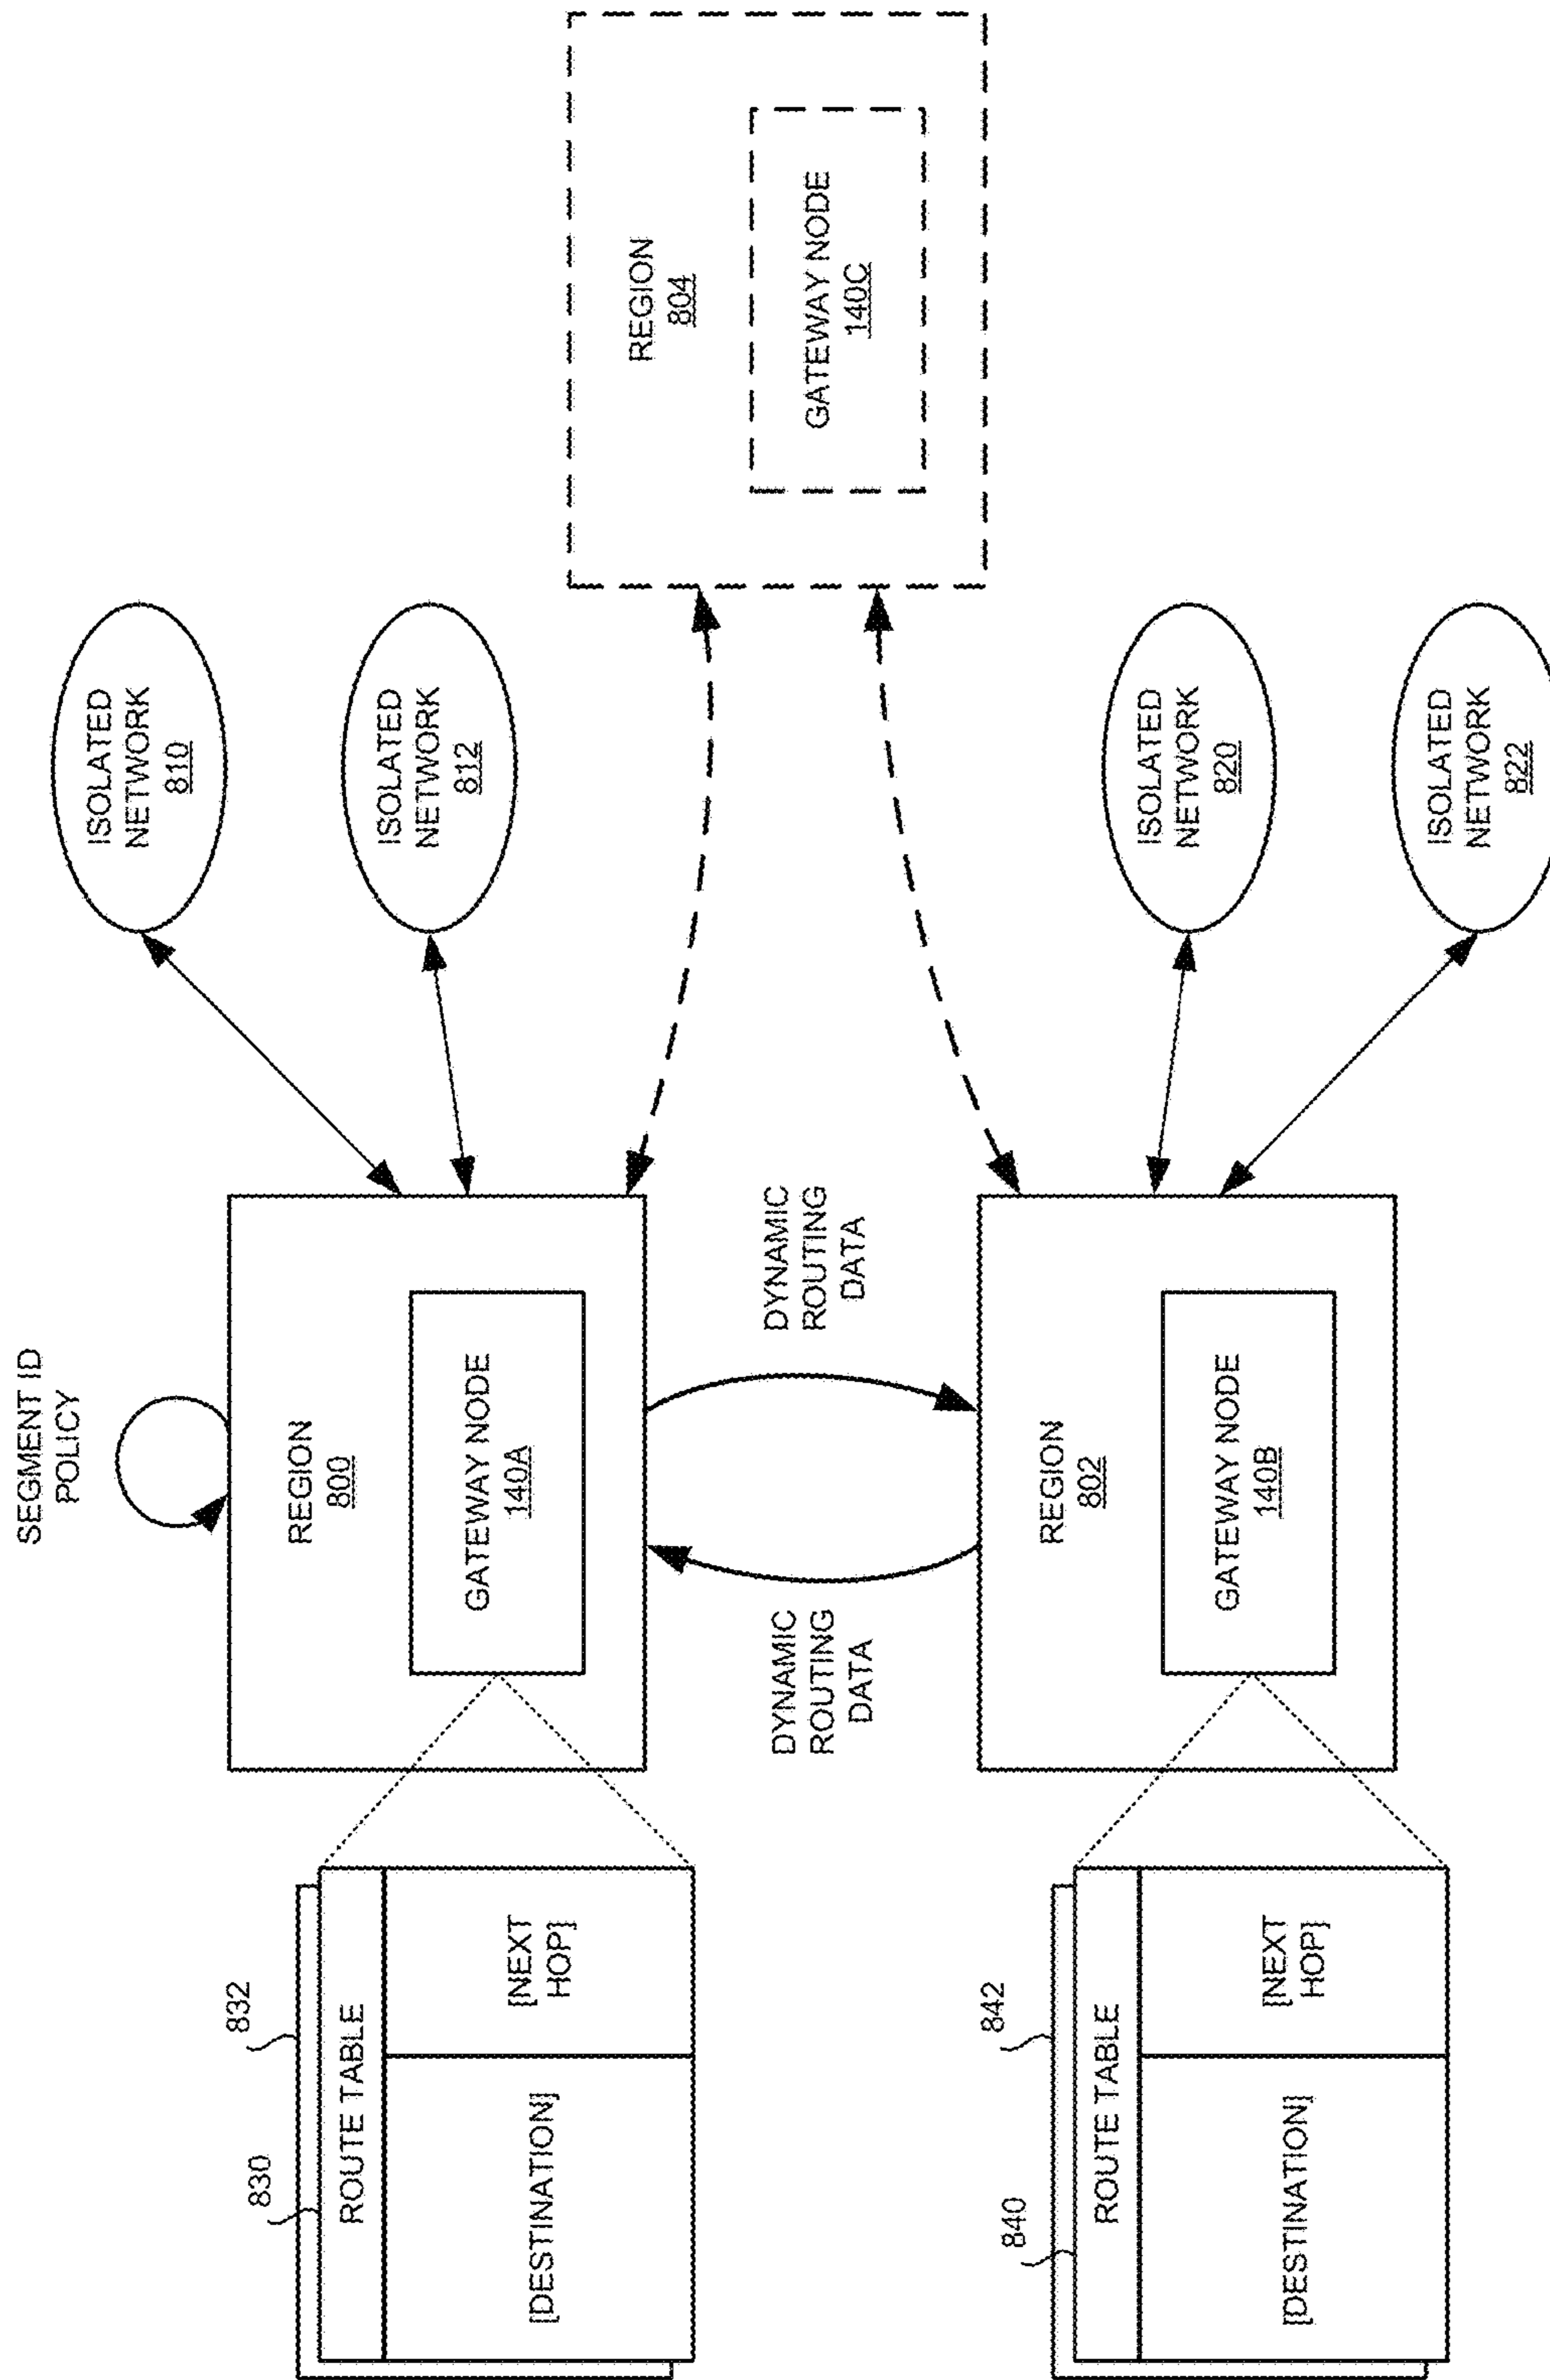 SEGMENT ID
POLICY
832
830
ROUTE TABLE
[DESTINATION]
[NEXT
HOP]
REGION
800
GATEWAY NODE
140A
ISOLATED
NETWORK
810
ISOLATED
NETWORK
812
DYNAMIC
ROUTING
DATA
DYNAMIC
ROUTING
DATA
REGION
804
GATEWAY NODE
140C
842
840
ROUTE TABLE
[DESTINATION]
[NEXT
HOP]
REGION
802
GATEWAY NODE
140B
ISOLATED
NETWORK
820
ISOLATED
NETWORK
822